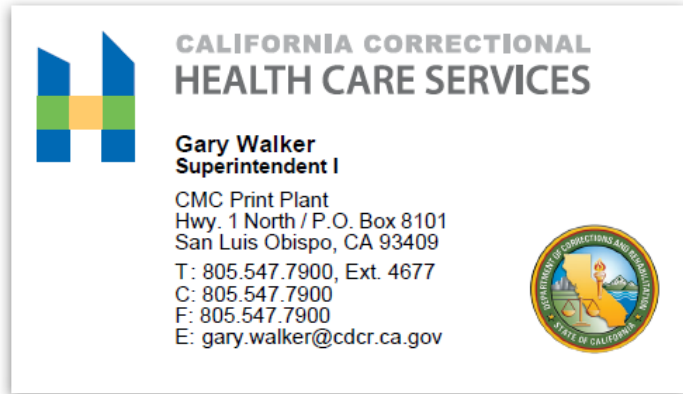 CALIFORNIA CORRECTIONAL
HEALTH CARE SERVICES
Gary Walker
Superintendent I
CMC Print Plant
Hwy. 1 North / P.O. Box 8101
San Luis Obispo, CA 93409
T: 805.547.7900, Ext. 4677
C: 805.547.7900
F: 805.547.7900
E: gary.walker@cdcr.ca.gov
DEPARTMENT OF CORRECTIONS AND REHABILITATION
STATE OF CALIFORNIA